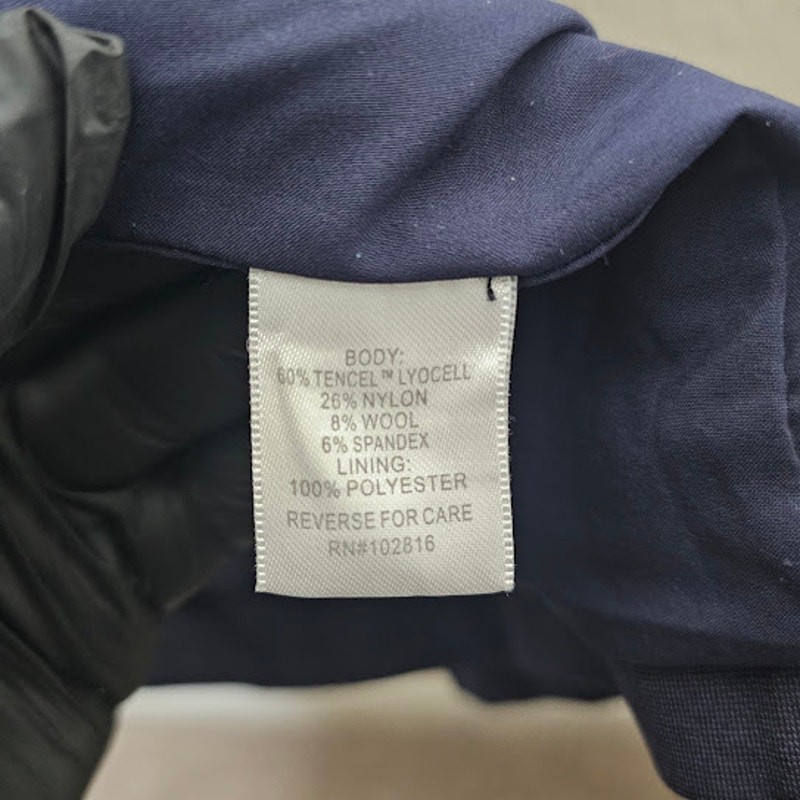 BODY:
60% TENCEL™ LYOCELL
26% NYLON
8% WOOL
6% SPANDEX
LINING:
100% POLYESTER
REVERSE FOR CARE
RN#102816